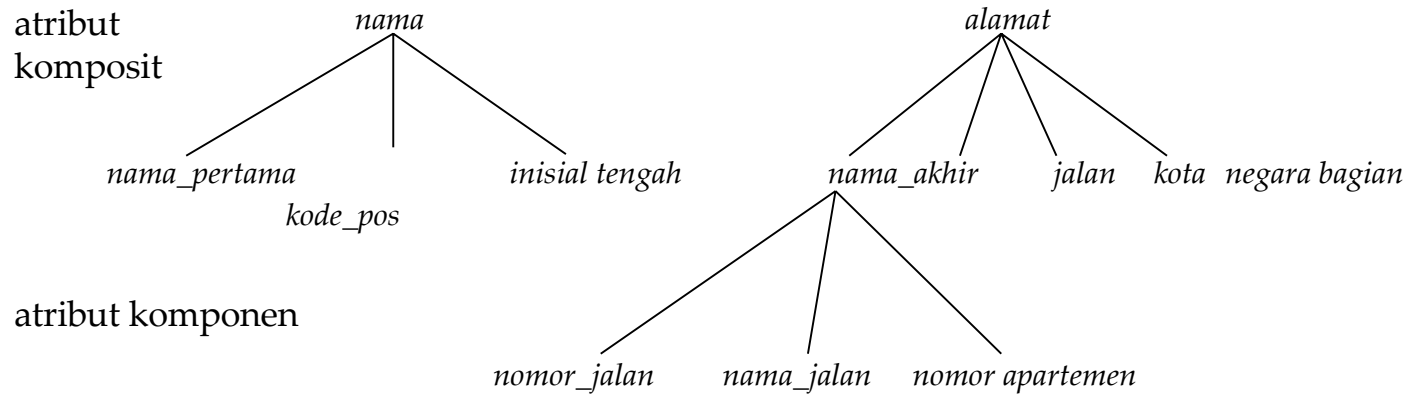 atribut
komposit
nama
alamat
nama_pertama
inisial tengah
nama_akhir
jalan
kota
negara bagian
kode_pos
atribut komponen
nomor_jalan
nama_jalan
nomor apartemen